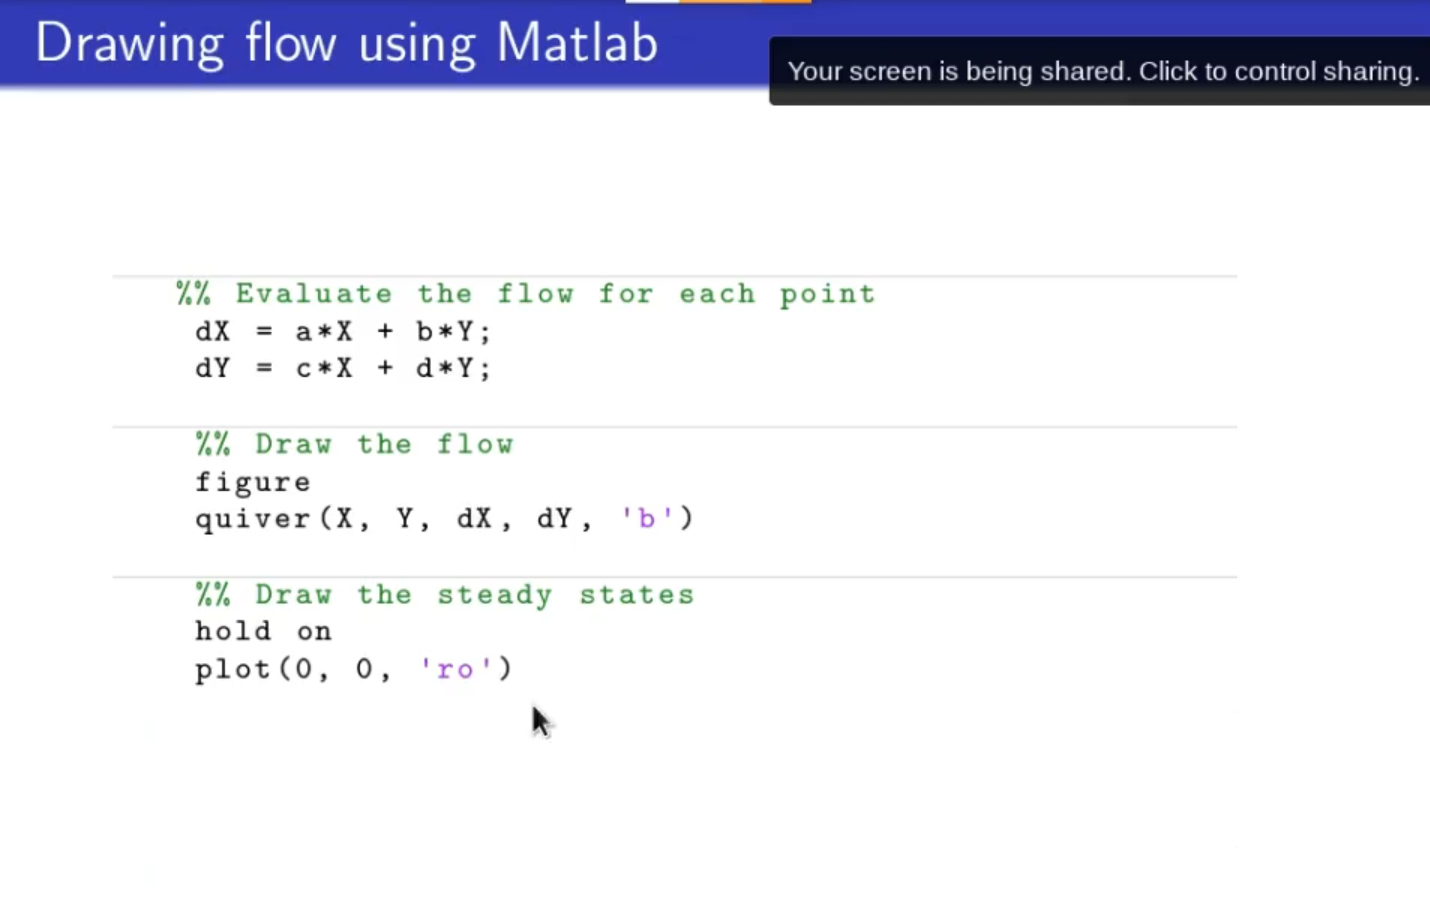 Drawing flow using Matlab
Your screen is being shared. Click to control sharing.
%% Evaluate the flow for each point
dX = a*X + b*Y;
dY = c*X + d*Y;
%% Draw the flow
figure
quiver(X, Y, dX, dY, 'b')
%% Draw the steady states
hold on
plot(0, 0, 'ro')